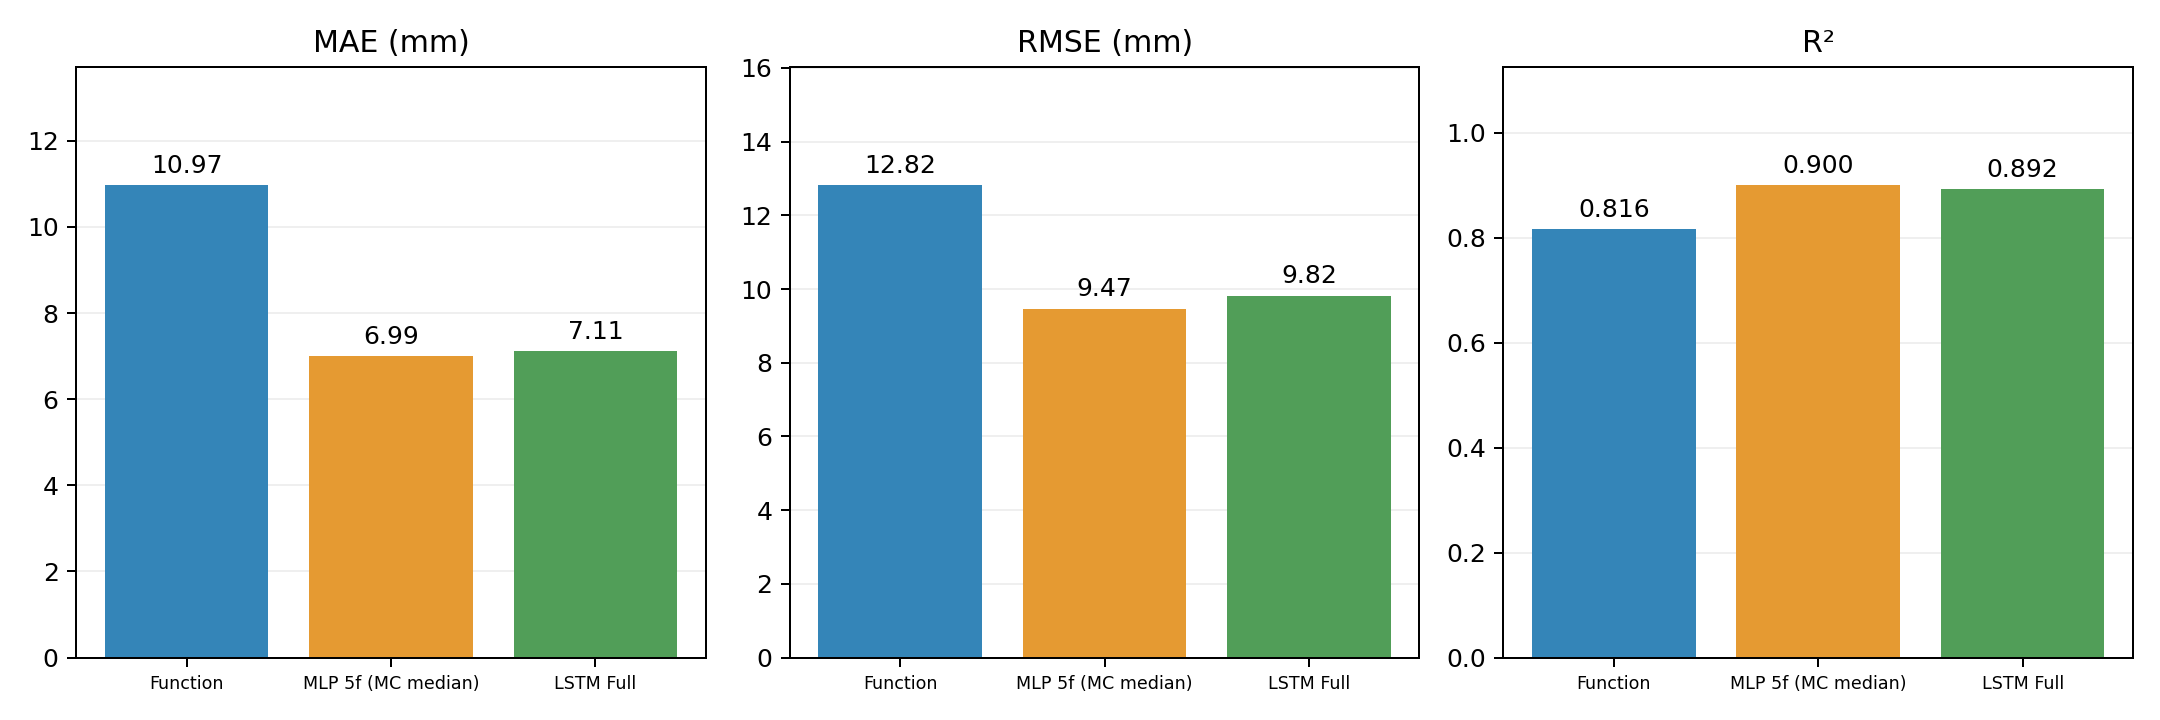 MAE (mm)
12
10
8
6
4
2
0
10.97
6.99
7.11
Function
MLP 5f (MC median)
LSTM Full
RMSE (mm)
16
14
12
10
8
6
4
2
0
12.82
9.47
9.82
Function
MLP 5f (MC median)
LSTM Full
R²
1.0
0.8
0.6
0.4
0.2
0.0
0.816
0.900
0.892
Function
MLP 5f (MC median)
LSTM Full